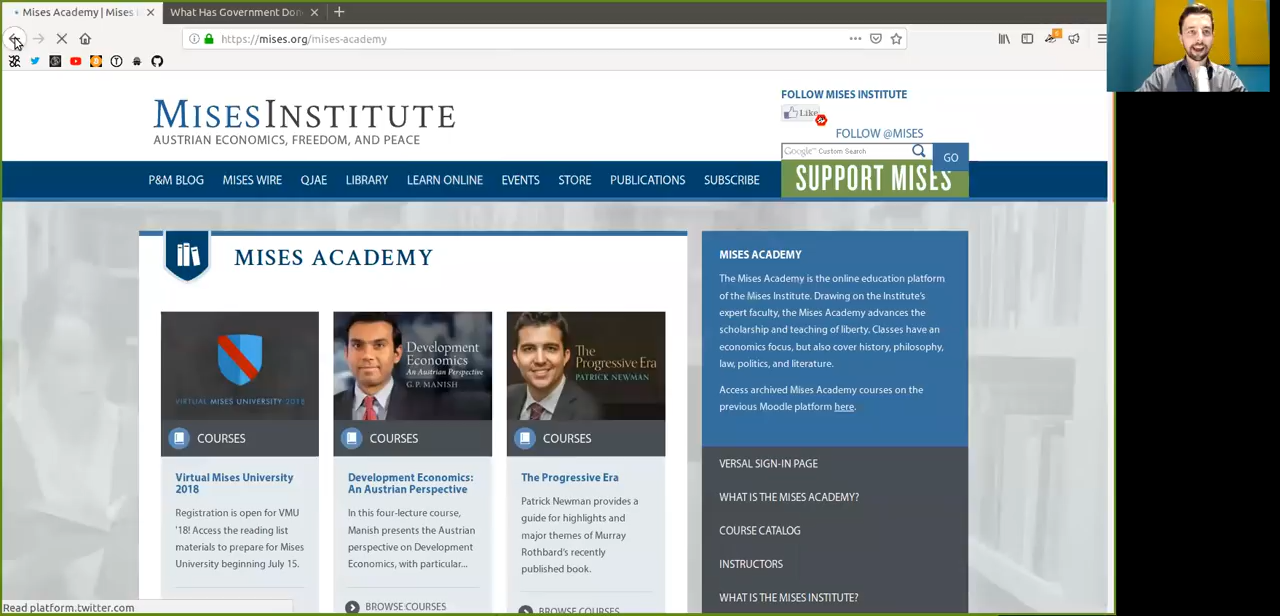 Mises Academy | Mises I
What Has Government Don
https://mises.org/mises-academy
MISESINSTITUTE
AUSTRIAN ECONOMICS, FREEDOM, AND PEACE
FOLLOW MISES INSTITUTE
Like
FOLLOW @MISES
Google™ Custom Search
GO
P&M BLOG
MISES WIRE
QJAE
LIBRARY
LEARN ONLINE
EVENTS
STORE
PUBLICATIONS
SUBSCRIBE
SUPPORT MISES
MISES ACADEMY
VIRTUAL MISES UNIVERSITY 2018
COURSES
Virtual Mises University
2018
Registration is open for VMU
'18! Access the reading list
materials to prepare for Mises
University beginning July 15.
Development
Economics
An Austrian Perspective
G.P. MANISH
COURSES
Development Economics:
An Austrian Perspective
In this four-lecture course,
Manish presents the Austrian
perspective on Development
Economics, with particular...
BROWSE COURSES
The
Progressive Era
PATRICK NEWMAN
COURSES
The Progressive Era
Patrick Newman provides a
guide for highlights and
major themes of Murray
Rothbard's recently
published book.
BROWSE COURSES
MISES ACADEMY
The Mises Academy is the online education platform
of the Mises Institute. Drawing on the Institute's
expert faculty, the Mises Academy advances the
scholarship and teaching of liberty. Classes have an
economics focus, but also cover history, philosophy,
law, politics, and literature.
Access archived Mises Academy courses on the
previous Moodle platform here.
VERSAL SIGN-IN PAGE
WHAT IS THE MISES ACADEMY?
COURSE CATALOG
INSTRUCTORS
WHAT IS THE MISES INSTITUTE?
Read platform.twitter.com